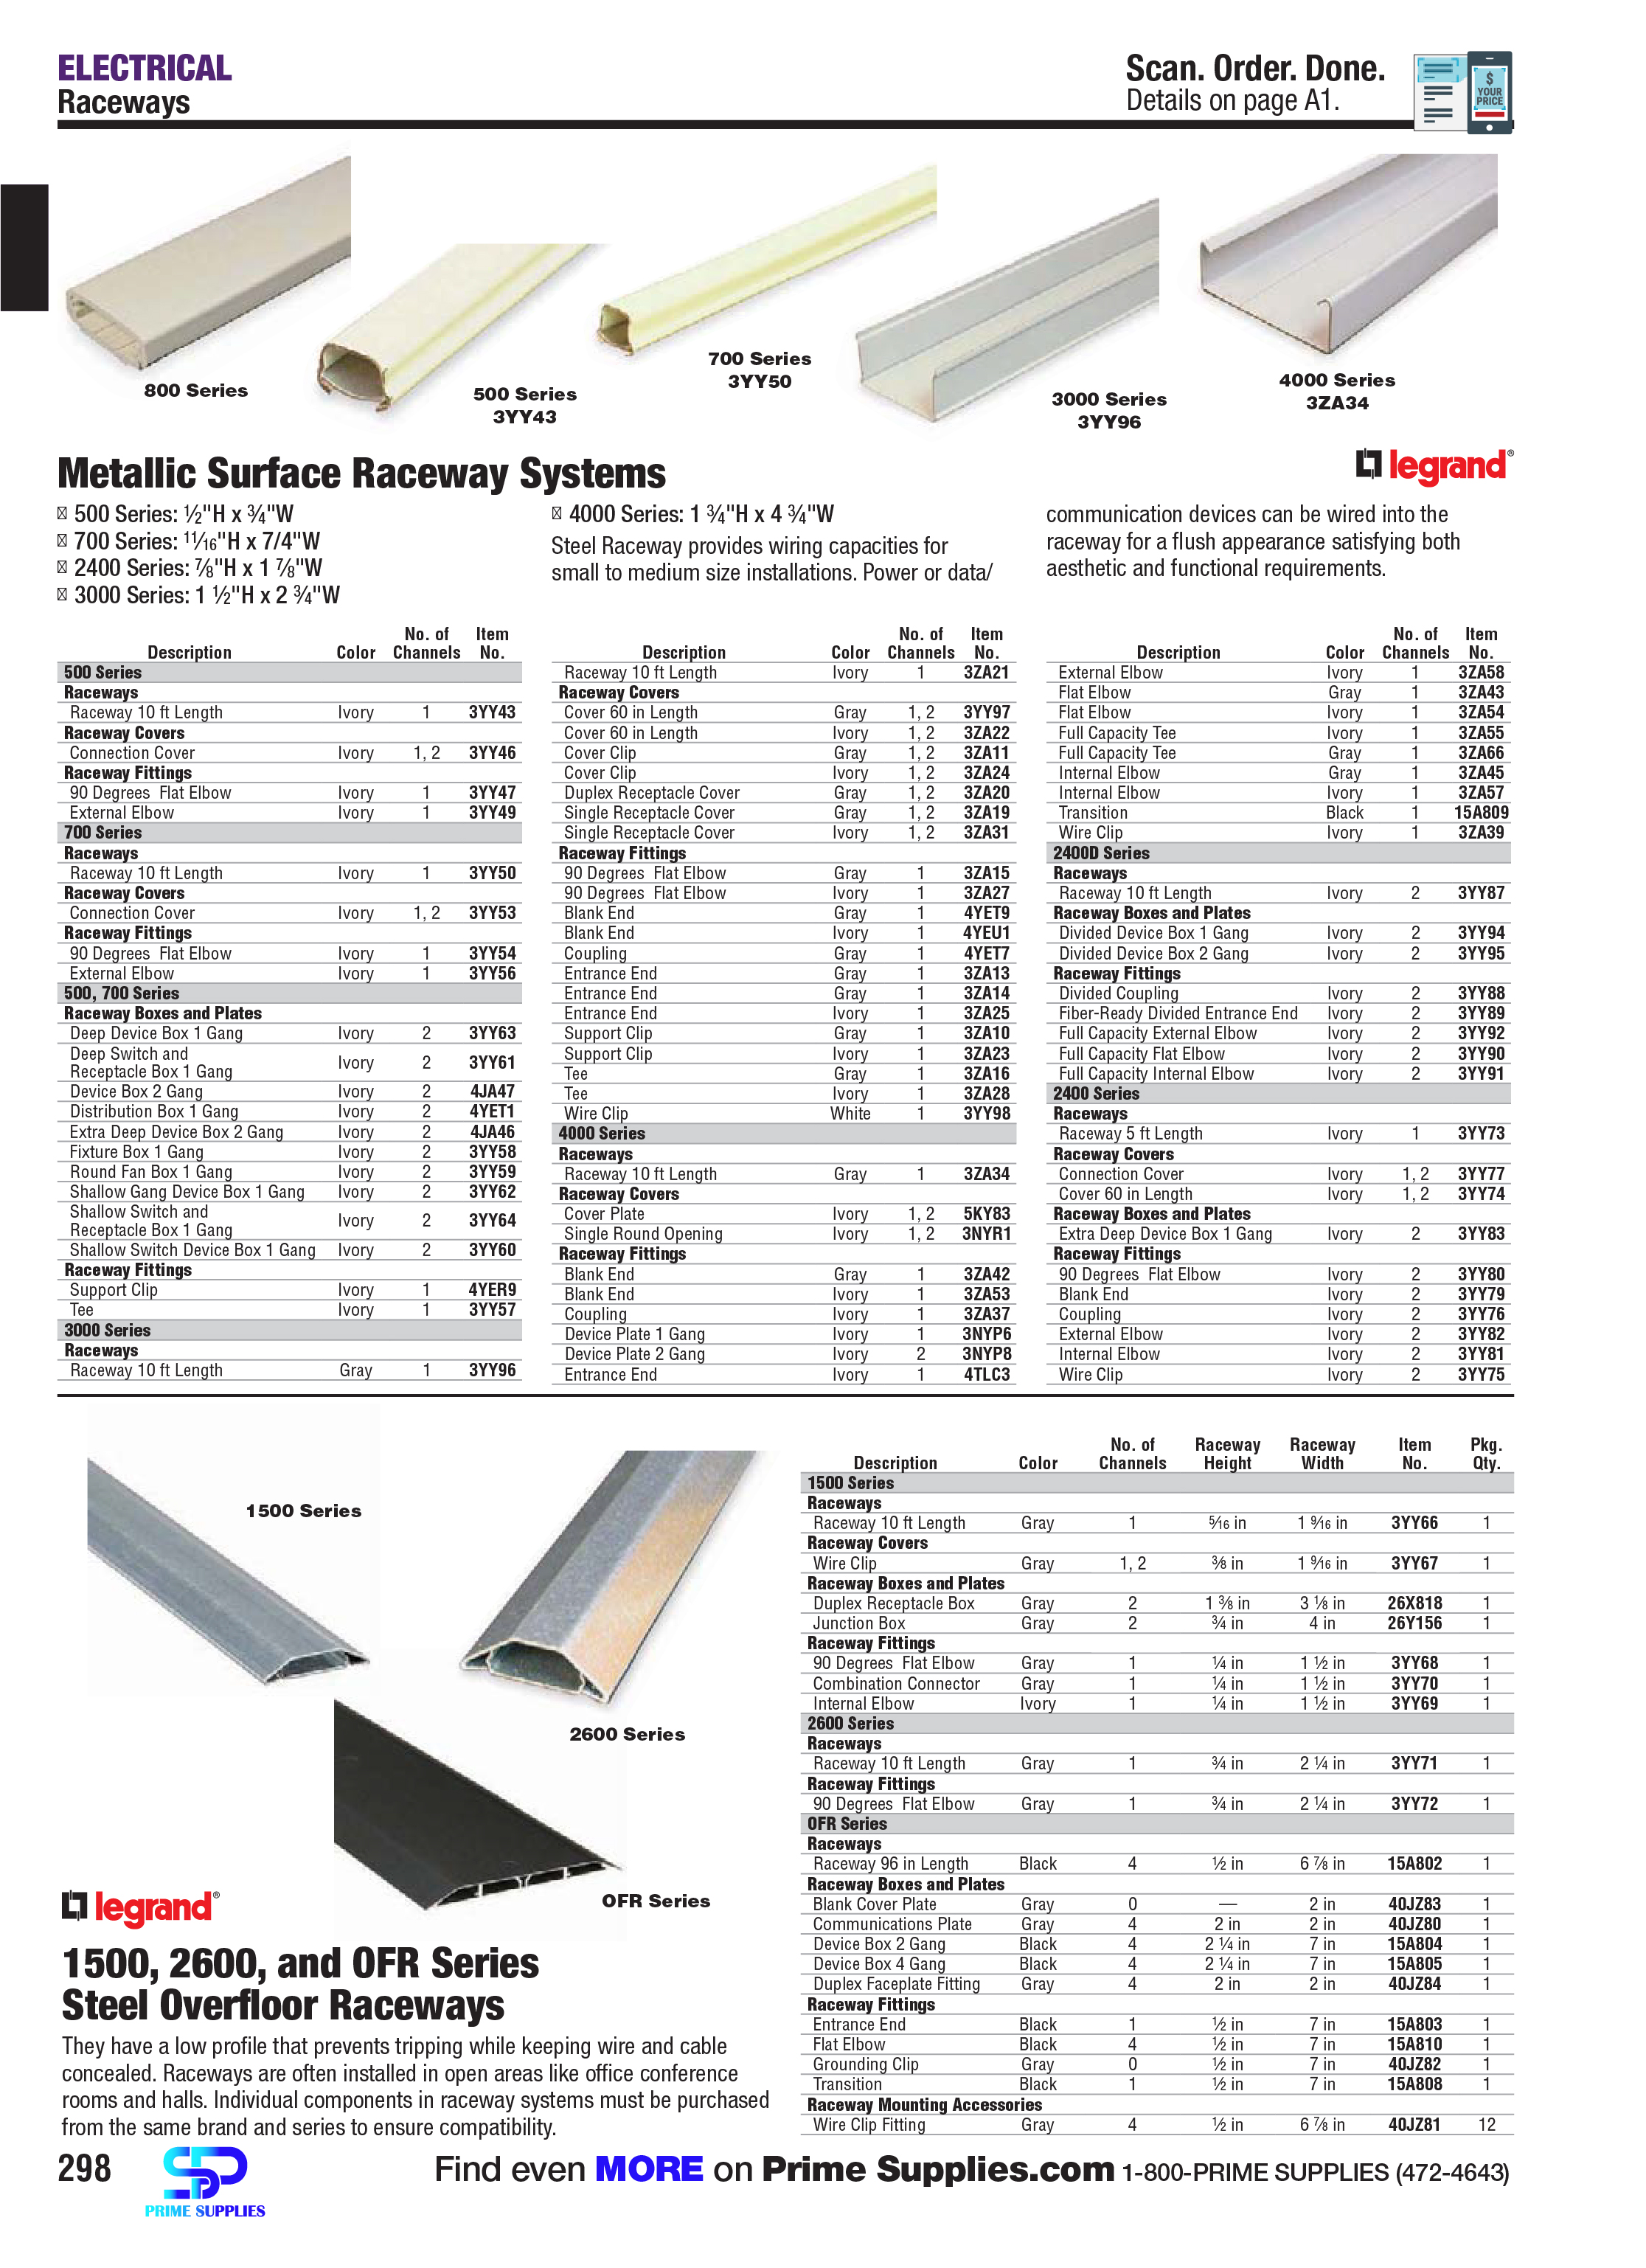 ELECTRICAL
Raceways
Scan. Order. Done.
Details on page A1.
$
YOUR
PRICE
800 Series
500 Series
3YY43
700 Series
3YY50
3000 Series
3YY96
4000 Series
3ZA34
Metallic Surface Raceway Systems
legrand®
500 Series: ½"H x ¾"W
700 Series: 11⁄16"H x 7/4"W
2400 Series: ⅞"H x 1 ⅞"W
3000 Series: 1 ½"H x 2 ¾"W
4000 Series: 1 ¾"H x 4 ¾"W
Steel Raceway provides wiring capacities for
small to medium size installations. Power or data/
communication devices can be wired into the
raceway for a flush appearance satisfying both
aesthetic and functional requirements.
No. of Item
Description Color Channels No.
500 Series
Raceways
Raceway 10 ft Length Ivory 1 3YY43
Raceway Covers
Connection Cover Ivory 1, 2 3YY46
Raceway Fittings
90 Degrees Flat Elbow Ivory 1 3YY47
External Elbow Ivory 1 3YY49
700 Series
Raceways
Raceway 10 ft Length Ivory 1 3YY50
Raceway Covers
Connection Cover Ivory 1, 2 3YY53
Raceway Fittings
90 Degrees Flat Elbow Ivory 1 3YY54
External Elbow Ivory 1 3YY56
500, 700 Series
Raceway Boxes and Plates
Deep Device Box 1 Gang Ivory 2 3YY63
Deep Switch and
Receptacle Box 1 Gang Ivory 2 3YY61
Device Box 2 Gang Ivory 2 4JA47
Distribution Box 1 Gang Ivory 2 4YET1
Extra Deep Device Box 2 Gang Ivory 2 4JA46
Fixture Box 1 Gang Ivory 2 3YY58
Round Fan Box 1 Gang Ivory 2 3YY59
Shallow Gang Device Box 1 Gang Ivory 2 3YY62
Shallow Switch and
Receptacle Box 1 Gang Ivory 2 3YY64
Shallow Switch Device Box 1 Gang Ivory 2 3YY60
Raceway Fittings
Support Clip Ivory 1 4YER9
Tee Ivory 1 3YY57
3000 Series
Raceways
Raceway 10 ft Length Gray 1 3YY96
No. of Item
Description Color Channels No.
Raceway 10 ft Length Ivory 1 3ZA21
Raceway Covers
Cover 60 in Length Gray 1, 2 3YY97
Cover 60 in Length Ivory 1, 2 3ZA22
Cover Clip Gray 1, 2 3ZA11
Cover Clip Ivory 1, 2 3ZA24
Duplex Receptacle Cover Gray 1, 2 3ZA20
Single Receptacle Cover Gray 1, 2 3ZA19
Single Receptacle Cover Ivory 1, 2 3ZA31
Raceway Fittings
90 Degrees Flat Elbow Gray 1 3ZA15
90 Degrees Flat Elbow Ivory 1 3ZA27
Blank End Gray 1 4YET9
Blank End Ivory 1 4YEU1
Coupling Gray 1 4YET7
Entrance End Gray 1 3ZA13
Entrance End Gray 1 3ZA14
Entrance End Ivory 1 3ZA25
Support Clip Gray 1 3ZA10
Support Clip Ivory 1 3ZA23
Tee Gray 1 3ZA16
Tee Ivory 1 3ZA28
Wire Clip White 1 3YY98
4000 Series
Raceways
Raceway 10 ft Length Gray 1 3ZA34
Raceway Covers
Cover Plate Ivory 1, 2 5KY83
Single Round Opening Ivory 1, 2 3NYR1
Raceway Fittings
Blank End Gray 1 3ZA42
Blank End Ivory 1 3ZA53
Coupling Ivory 1 3ZA37
Device Plate 1 Gang Ivory 1 3NYP6
Device Plate 2 Gang Ivory 2 3NYP8
Entrance End Ivory 1 4TLC3
No. of Item
Description Color Channels No.
External Elbow Ivory 1 3ZA58
Flat Elbow Gray 1 3ZA43
Flat Elbow Ivory 1 3ZA54
Full Capacity Tee Ivory 1 3ZA55
Full Capacity Tee Gray 1 3ZA66
Internal Elbow Gray 1 3ZA45
Internal Elbow Ivory 1 3ZA57
Transition Black 1 15A809
Wire Clip Ivory 1 3ZA39
2400D Series
Raceways
Raceway 10 ft Length Ivory 2 3YY87
Raceway Boxes and Plates
Divided Device Box 1 Gang Ivory 2 3YY94
Divided Device Box 2 Gang Ivory 2 3YY95
Raceway Fittings
Divided Coupling Ivory 2 3YY88
Fiber-Ready Divided Entrance End Ivory 2 3YY89
Full Capacity External Elbow Ivory 2 3YY92
Full Capacity Flat Elbow Ivory 2 3YY90
Full Capacity Internal Elbow Ivory 2 3YY91
2400 Series
Raceways
Raceway 5 ft Length Ivory 1 3YY73
Raceway Covers
Connection Cover Ivory 1, 2 3YY77
Cover 60 in Length Ivory 1, 2 3YY74
Raceway Boxes and Plates
Extra Deep Device Box 1 Gang Ivory 2 3YY83
Raceway Fittings
90 Degrees Flat Elbow Ivory 2 3YY80
Blank End Ivory 2 3YY79
Coupling Ivory 2 3YY76
External Elbow Ivory 2 3YY82
Internal Elbow Ivory 2 3YY81
Wire Clip Ivory 2 3YY75
1500 Series
2600 Series
OFR Series
legrand®
1500, 2600, and OFR Series
Steel Overfloor Raceways
They have a low profile that prevents tripping while keeping wire and cable
concealed. Raceways are often installed in open areas like office conference
rooms and halls. Individual components in raceway systems must be purchased
from the same brand and series to ensure compatibility.
No. of Raceway Raceway Item Pkg.
Description Color Channels Height Width No. Qty.
1500 Series
Raceways
Raceway 10 ft Length Gray 1 5⁄16 in 1 9⁄16 in 3YY66 1
Raceway Covers
Wire Clip Gray 1, 2 ⅜ in 1 9⁄16 in 3YY67 1
Raceway Boxes and Plates
Duplex Receptacle Box Gray 2 1 ⅜ in 3 ⅛ in 26X818 1
Junction Box Gray 2 ¾ in 4 in 26Y156 1
Raceway Fittings
90 Degrees Flat Elbow Gray 1 ¼ in 1 ½ in 3YY68 1
Combination Connector Gray 1 ¼ in 1 ½ in 3YY70 1
Internal Elbow Ivory 1 ¼ in 1 ½ in 3YY69 1
2600 Series
Raceways
Raceway 10 ft Length Gray 1 ¾ in 2 ¼ in 3YY71 1
Raceway Fittings
90 Degrees Flat Elbow Gray 1 ¾ in 2 ¼ in 3YY72 1
OFR Series
Raceways
Raceway 96 in Length Black 4 ½ in 6 ⅞ in 15A802 1
Raceway Boxes and Plates
Blank Cover Plate Gray 0 — 2 in 40JZ83 1
Communications Plate Gray 4 2 in 2 in 40JZ80 1
Device Box 2 Gang Black 4 2 ¼ in 7 in 15A804 1
Device Box 4 Gang Black 4 2 ¼ in 7 in 15A805 1
Duplex Faceplate Fitting Gray 4 2 in 2 in 40JZ84 1
Raceway Fittings
Entrance End Black 1 ½ in 7 in 15A803 1
Flat Elbow Black 4 ½ in 7 in 15A810 1
Grounding Clip Gray 0 ½ in 7 in 40JZ82 1
Transition Black 1 ½ in 7 in 15A808 1
Raceway Mounting Accessories
Wire Clip Fitting Gray 4 ½ in 6 ⅞ in 40JZ81 12
298
PRIME SUPPLIES
Find even MORE on Prime Supplies.com 1-800-PRIME SUPPLIES (472-4643)